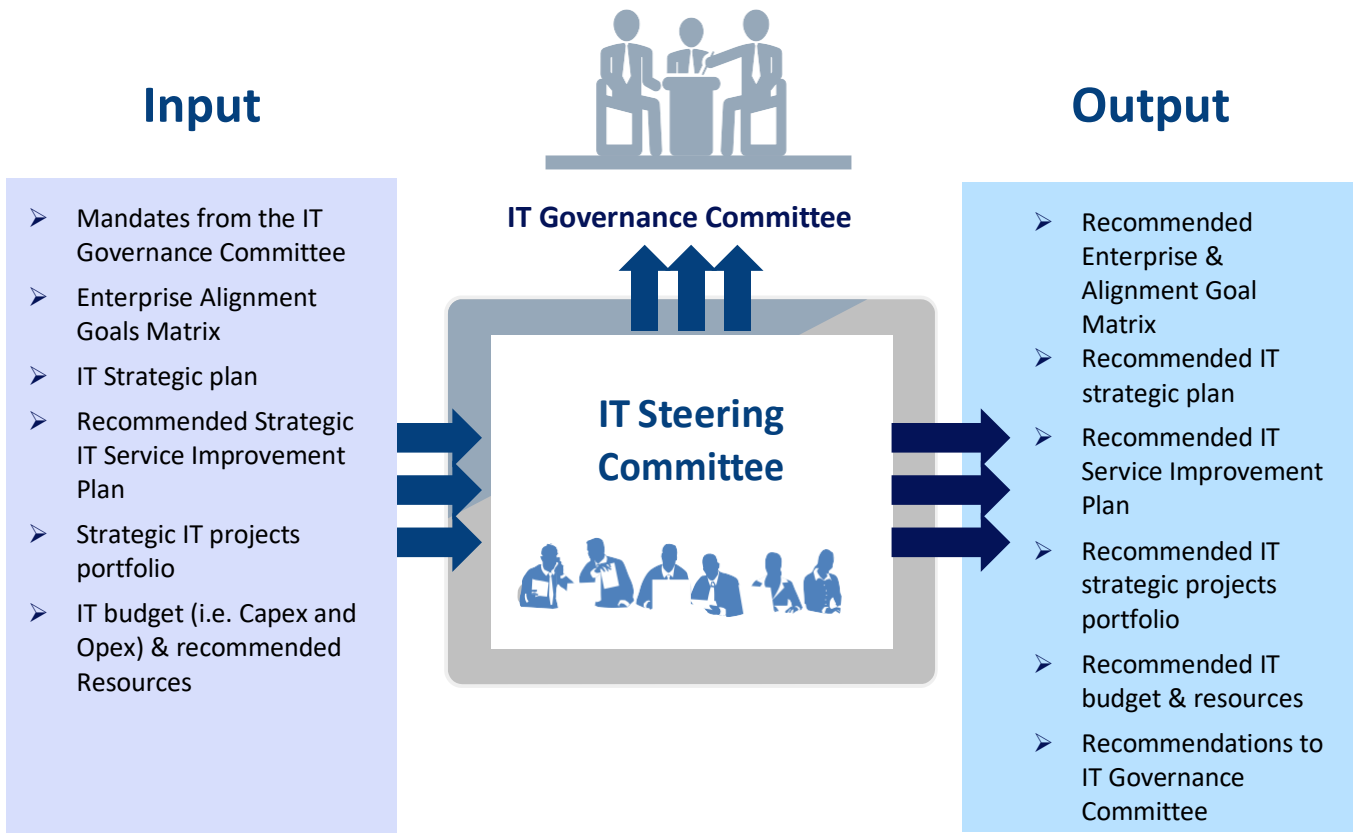 Input
➢ Mandates from the IT
Governance Committee
➢ Enterprise Alignment
Goals Matrix
➢ IT Strategic plan
➢ Recommended Strategic
IT Service Improvement
Plan
➢ Strategic IT projects
portfolio
➢ IT budget (i.e. Capex and
Opex) & recommended
Resources
IT Governance Committee
IT Steering
Committee
Output
➢ Recommended
Enterprise &
Alignment Goal
Matrix
➢ Recommended IT
strategic plan
➢ Recommended IT
Service Improvement
Plan
➢ Recommended IT
strategic projects
portfolio
➢ Recommended IT
budget & resources
➢ Recommendations to
IT Governance
Committee